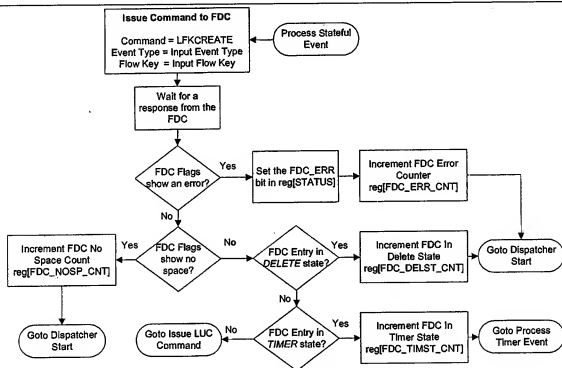 Issue Command to FDC
Command = LFKCREATE
Event Type = Input Event Type
Flow Key = Input Flow Key
Process Stateful
Event
Wait for a
response from the
FDC
FDC Flags
show an error?
Yes
Set the FDC_ERR
bit in reg[STATUS]
Increment FDC Error
Counter
reg[FDC_ERR_CNT]
No
Increment FDC No
Space Count
reg[FDC_NOSP_CNT]
Yes
FDC Flags
show no
space?
No
FDC Entry in
DELETE state?
Yes
Increment FDC In
Delete State
reg[FDC_DELST_CNT]
Goto Dispatcher
Start
No
Goto Dispatcher
Start
Goto Issue LUC
Command
No
FDC Entry in
TIMER state?
Yes
Increment FDC In
Timer State
reg[FDC_TIMST_CNT]
Goto Process
Timer Event